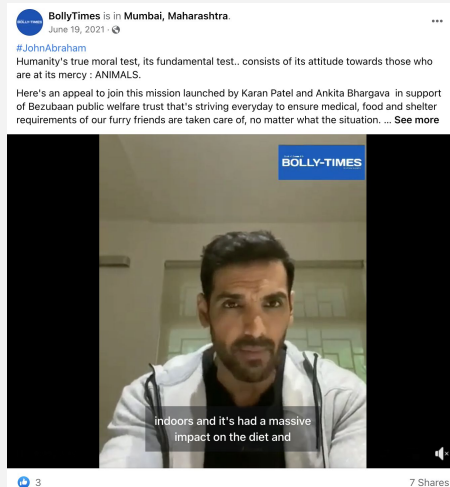 BollyTimes is in Mumbai, Maharashtra.
June 19, 2021 ·
#JohnAbraham
Humanity's true moral test, its fundamental test.. consists of its attitude towards those who
are at its mercy : ANIMALS.
Here's an appeal to join this mission launched by Karan Patel and Ankita Bhargava in support
of Bezubaan public welfare trust that's striving everyday to ensure medical, food and shelter
requirements of our furry friends are taken care of, no matter what the situation. ... See more
BOLLY-TIMES
indoors and it's had a massive
impact on the diet and
3
7 Shares